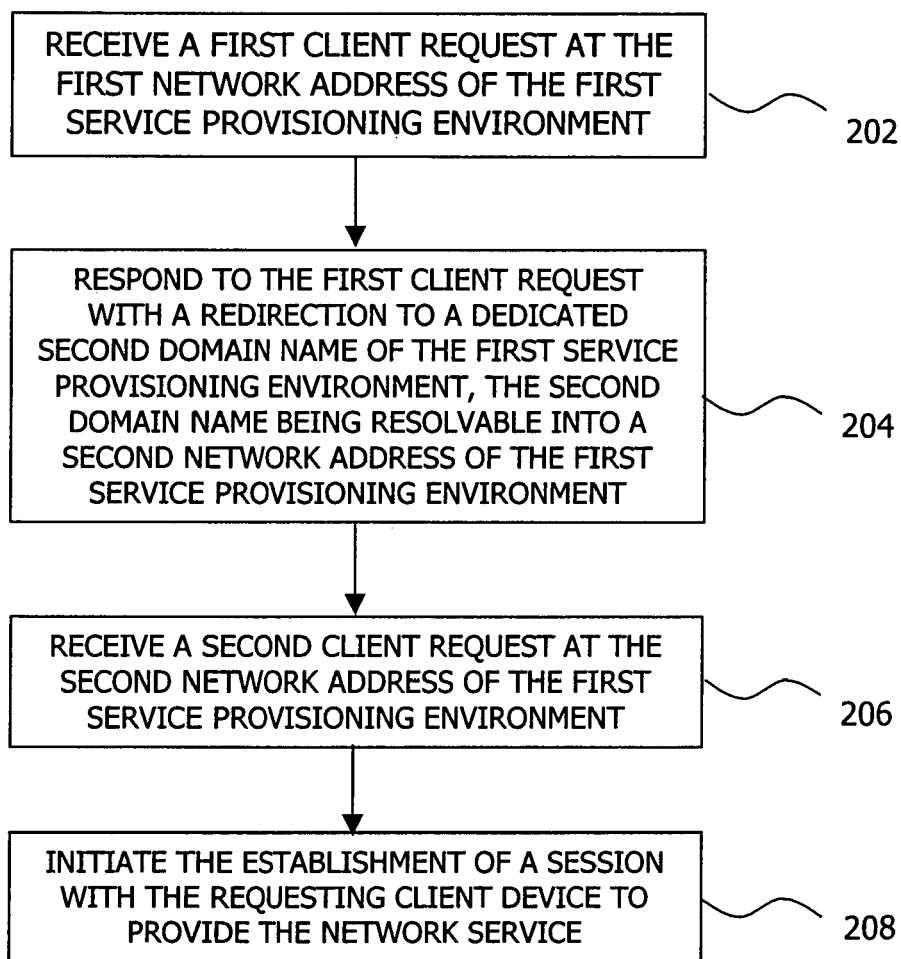 RECEIVE A FIRST CLIENT REQUEST AT THE
FIRST NETWORK ADDRESS OF THE FIRST
SERVICE PROVISIONING ENVIRONMENT
202
RESPOND TO THE FIRST CLIENT REQUEST
WITH A REDIRECTION TO A DEDICATED
SECOND DOMAIN NAME OF THE FIRST SERVICE
PROVISIONING ENVIRONMENT, THE SECOND
DOMAIN NAME BEING RESOLVABLE INTO A
SECOND NETWORK ADDRESS OF THE FIRST
SERVICE PROVISIONING ENVIRONMENT
204
RECEIVE A SECOND CLIENT REQUEST AT THE
SECOND NETWORK ADDRESS OF THE FIRST
SERVICE PROVISIONING ENVIRONMENT
206
INITIATE THE ESTABLISHMENT OF A SESSION
WITH THE REQUESTING CLIENT DEVICE TO
PROVIDE THE NETWORK SERVICE
208